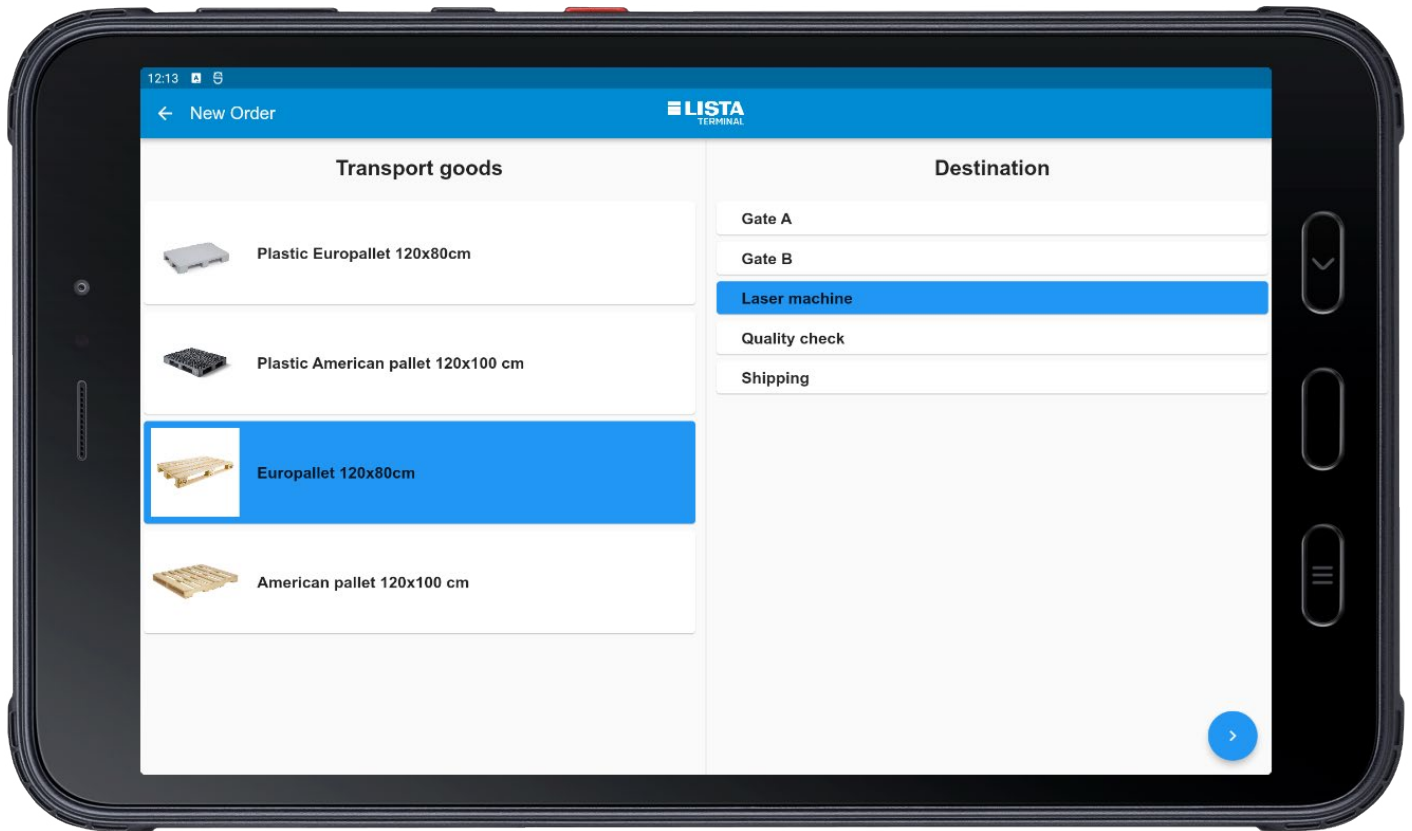 12:13
New Order
LISTA
TERMINAL
Transport goods
Plastic Europallet 120x80cm
Plastic American pallet 120x100 cm
Europallet 120x80cm
American pallet 120x100 cm
Destination
Gate A
Gate B
Laser machine
Quality check
Shipping